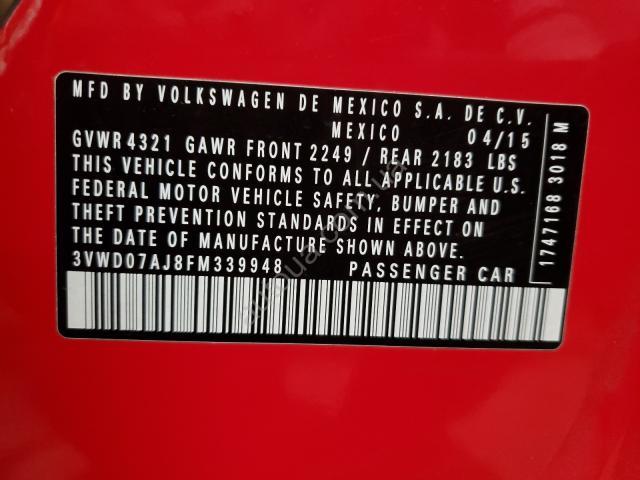 MFD BY VOLKSWAGEN DE MEXICO S.A. DE C.V.
MEXICO 04/15
GVWR 4321 GAWR FRONT 2249 / REAR 2183 LBS
THIS VEHICLE CONFORMS TO ALL APPLICABLE U.S.
FEDERAL MOTOR VEHICLE SAFETY, BUMPER AND
THEFT PREVENTION STANDARDS IN EFFECT ON
THE DATE OF MANUFACTURE SHOWN ABOVE.
3VWD07AJ8FM339948 PASSENGER CAR
1747168 3018 M